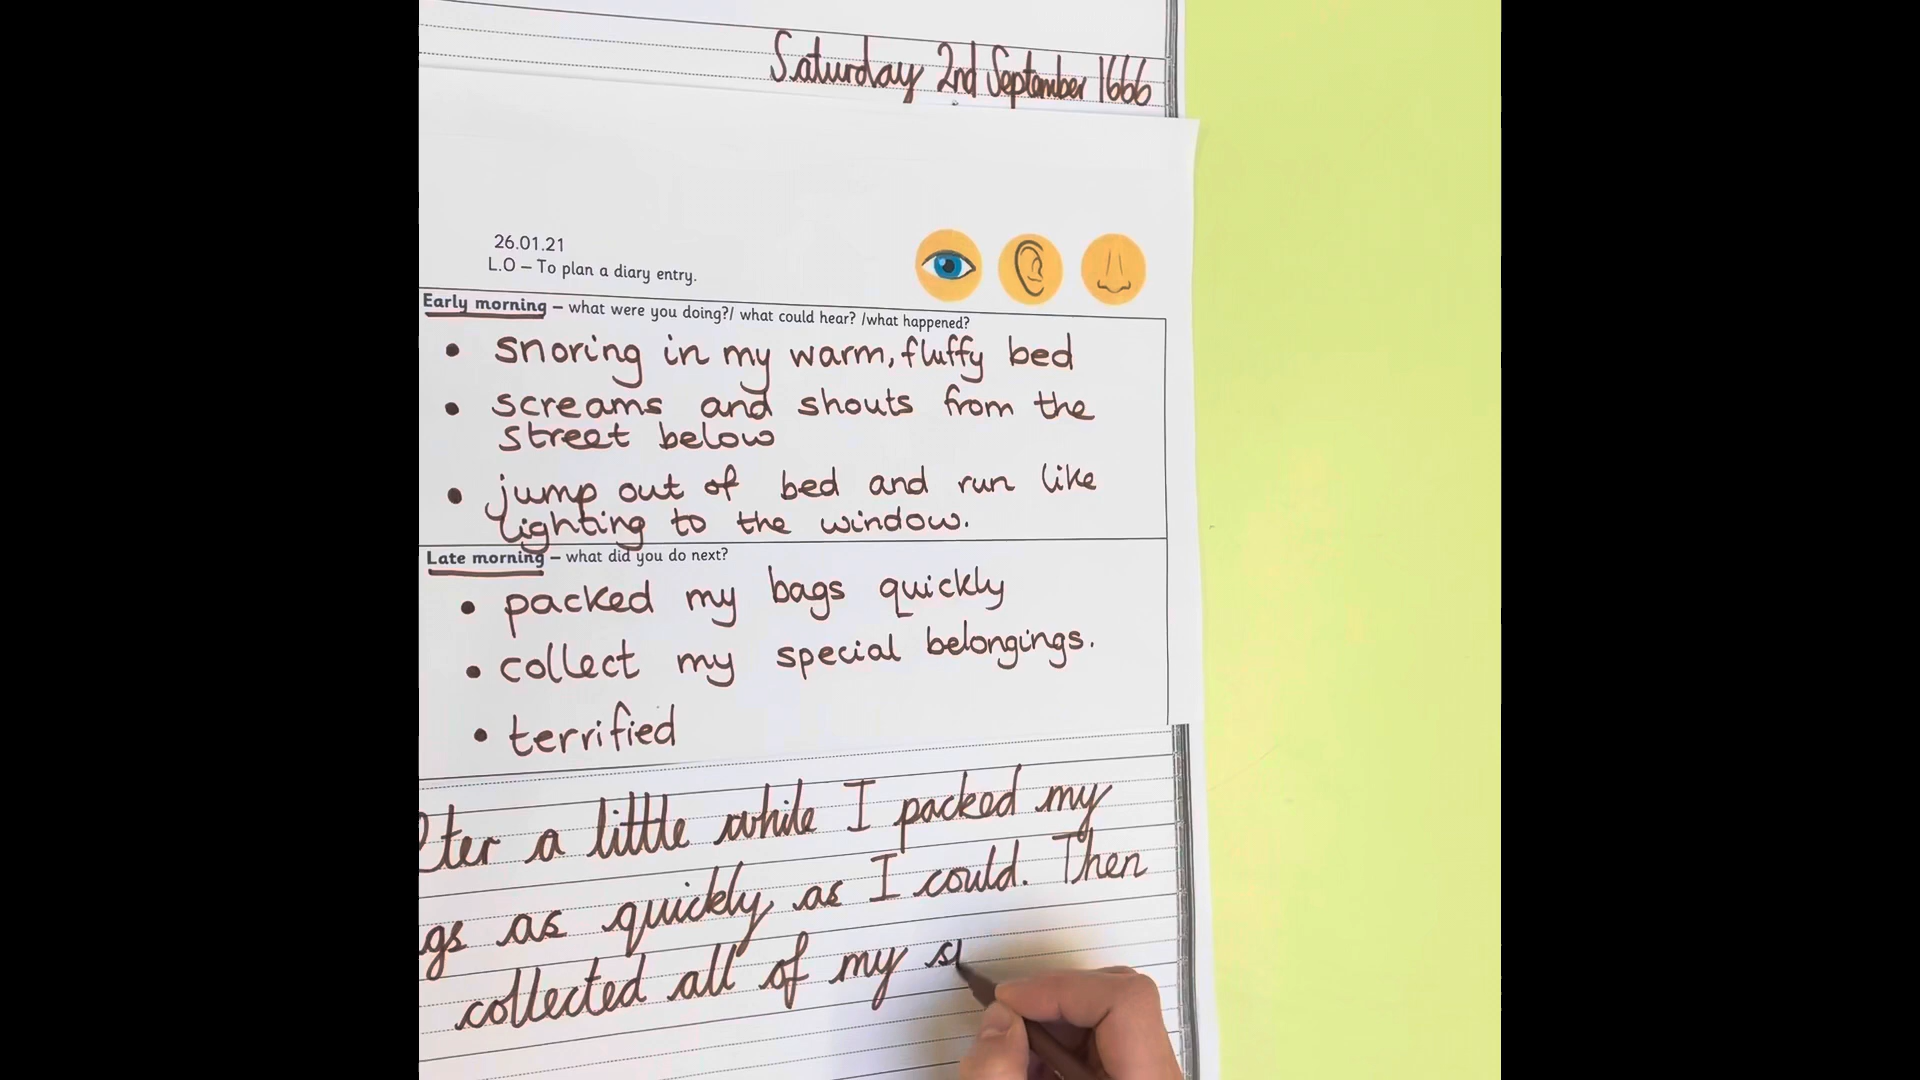 Saturday 2nd September 1666
26.01.21
L.O – To plan a diary entry.
Early morning – what were you doing?/ what could hear? /what happened?
• snoring in my warm, fluffy bed
• screams and shouts from the
street below
• jump out of bed and run like
lighting to the window.
Late morning – what did you do next?
• packed my bags quickly
• collect my special belongings.
• terrified
ter a little while I packed my
gs as quickly as I could. Then
collected all of my